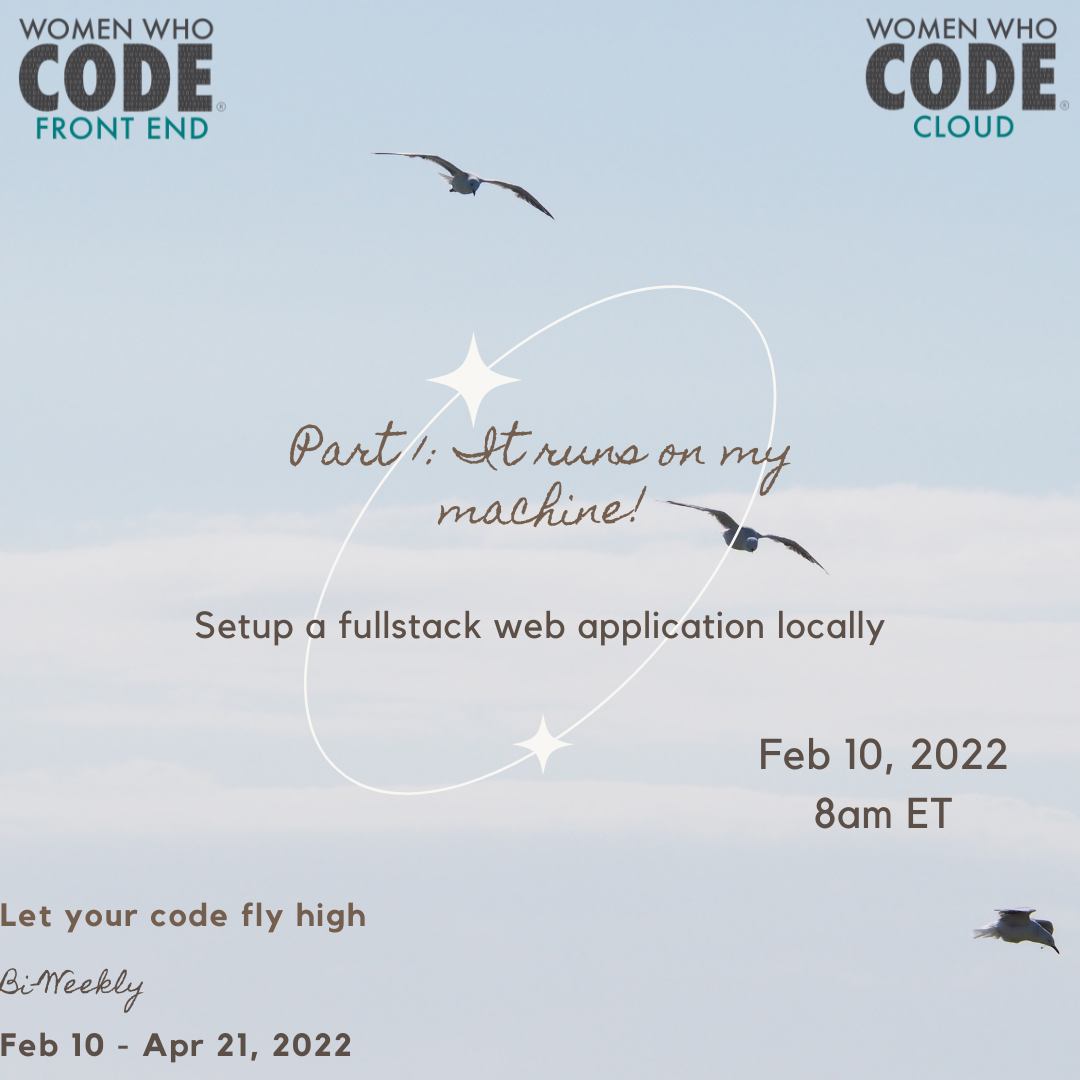 WOMEN WHO
CODE®
FRONT END
WOMEN WHO
CODE®
CLOUD
Part 1: It runs on my
machine!
Setup a fullstack web application locally
Feb 10, 2022
8am ET
Let your code fly high
Bi-Weekly
Feb 10 - Apr 21, 2022